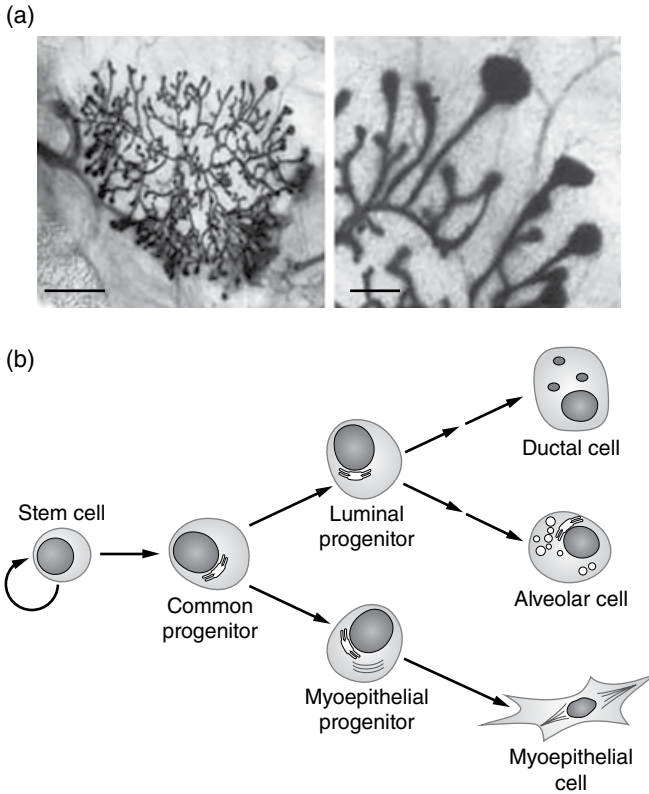 (a)
(b)
Ductal cell
Stem cell
Luminal
progenitor
Alveolar cell
Common
progenitor
Myoepithelial
progenitor
Myoepithelial
cell